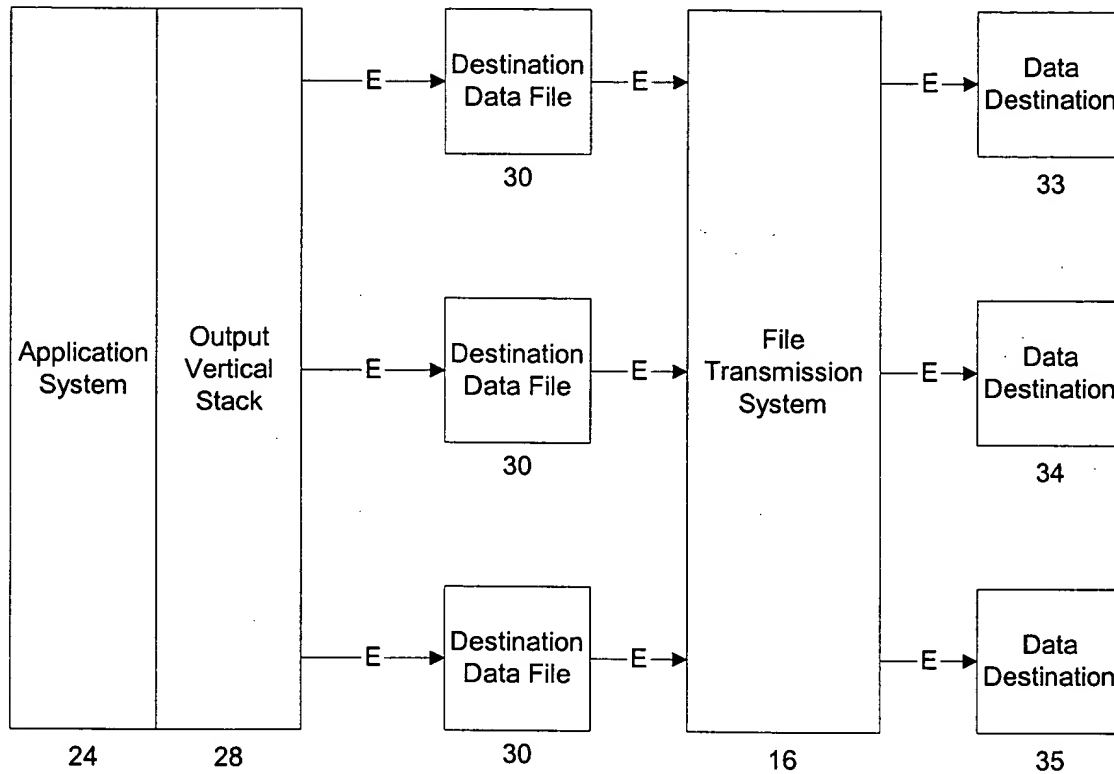 E
Destination
Data File
30
E
E
Data
Destination
33
Application
System
24
Output
Vertical
Stack
28
E
Destination
Data File
30
E
File
Transmission
System
16
E
Data
Destination
34
E
Destination
Data File
30
E
E
Data
Destination
35